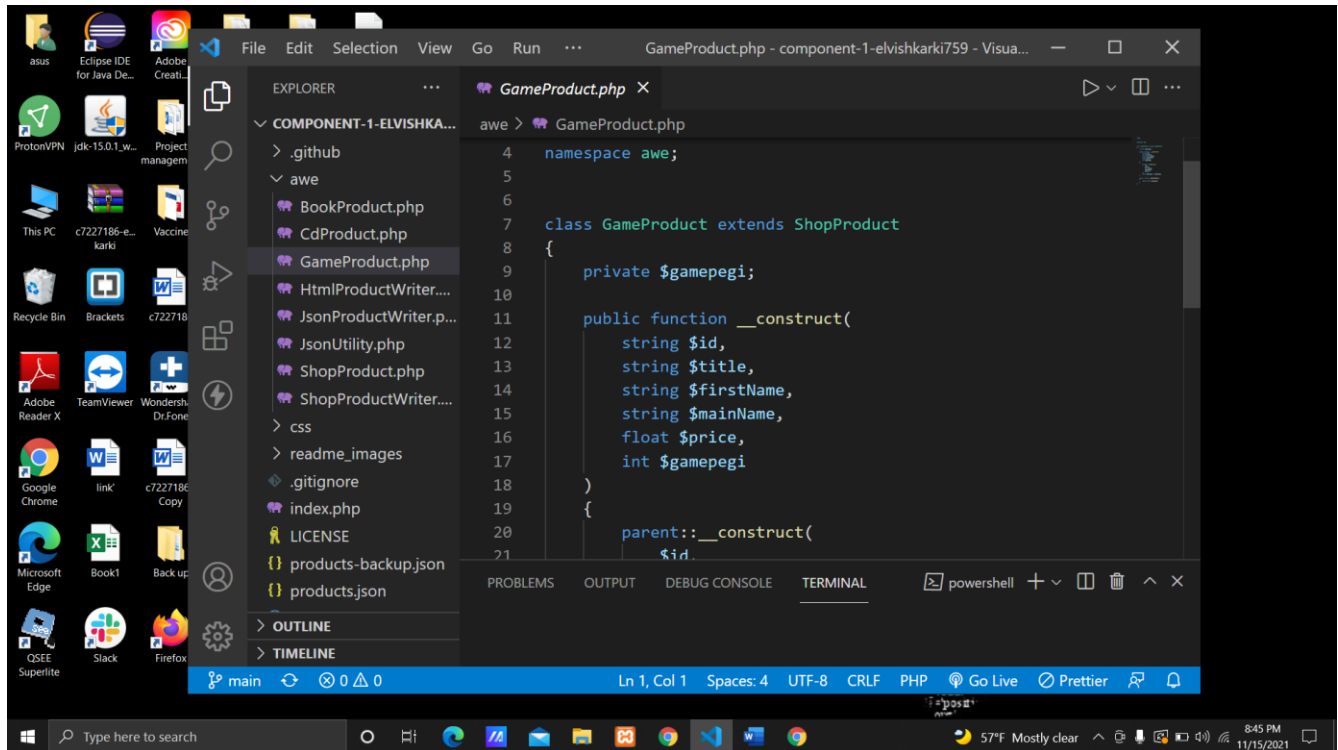 asus
Eclipse IDE
for Java De...
Adobe
Creati...
ProtonVPN
jdk-15.0.1_w...
Project
managem
This PC
c7227186-e...
karki
Vaccine
Recycle Bin
Brackets
c722718
Adobe
Reader X
TeamViewer
Wondersha
Dr.Fone
Google
Chrome
link'
c7227186
Copy
Microsoft
Edge
Book1
Back up
QSEE
Superlite
Slack
Firefox
File Edit Selection View Go Run ··· GameProduct.php - component-1-elvishkarki759 - Visua...
EXPLORER ···
COMPONENT-1-ELVISHKA...
> .github
awe
BookProduct.php
CdProduct.php
GameProduct.php
HtmlProductWriter....
JsonProductWriter.p...
JsonUtility.php
ShopProduct.php
ShopProductWriter....
> css
> readme_images
.gitignore
index.php
LICENSE
{} products-backup.json
{} products.json
> OUTLINE
> TIMELINE
GameProduct.php
awe > GameProduct.php
4 namespace awe;
5
6
7 class GameProduct extends ShopProduct
8 {
9 private $gamepegi;
10
11 public function __construct(
12 string $id,
13 string $title,
14 string $firstName,
15 string $mainName,
16 float $price,
17 int $gamepegi
18 )
19 {
20 parent::__construct(
21 $id,
PROBLEMS OUTPUT DEBUG CONSOLE TERMINAL powershell
main 0 0 Ln 1, Col 1 Spaces: 4 UTF-8 CRLF PHP Go Live Prettier
Type here to search
57°F Mostly clear
8:45 PM
11/15/2021